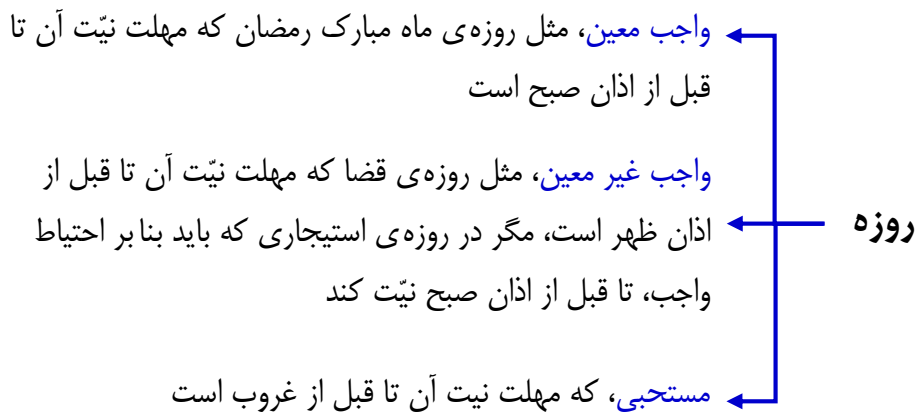 روزه
واجب معین، مثل روزه‌ی ماه مبارک رمضان که مهلت نیّت آن تا
قبل از اذان صبح است
واجب غیر معین، مثل روزه‌ی قضا که مهلت نیّت آن تا قبل از
اذان ظهر است، مگر در روزه‌ی استیجاری که باید بنابر احتیاط
واجب، تا قبل از اذان صبح نیّت کند
مستحبی، که مهلت نیت آن تا قبل از غروب است